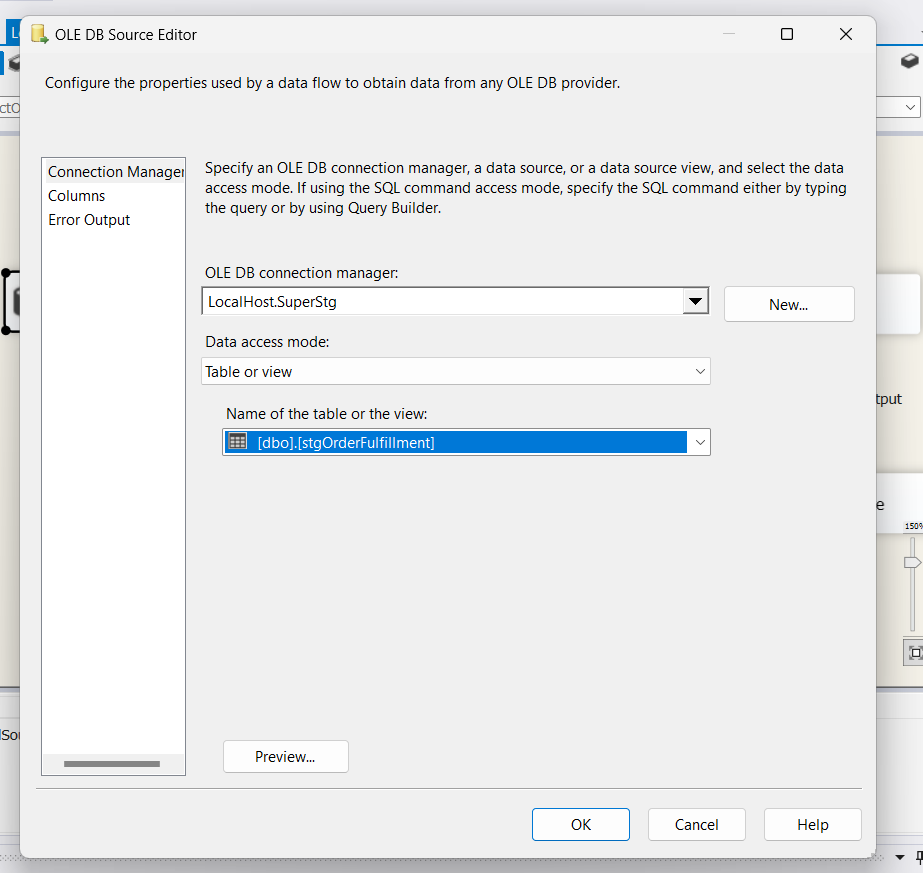 OLE DB Source Editor
Configure the properties used by a data flow to obtain data from any OLE DB provider.
Connection Manager
Columns
Error Output
Specify an OLE DB connection manager, a data source, or a data source view, and select the data
access mode. If using the SQL command access mode, specify the SQL command either by typing
the query or by using Query Builder.
OLE DB connection manager:
LocalHost.SuperStg
New...
Data access mode:
Table or view
Name of the table or the view:
[dbo].[stgOrderFulfillment]
tput
e
150%
Preview...
OK
Cancel
Help